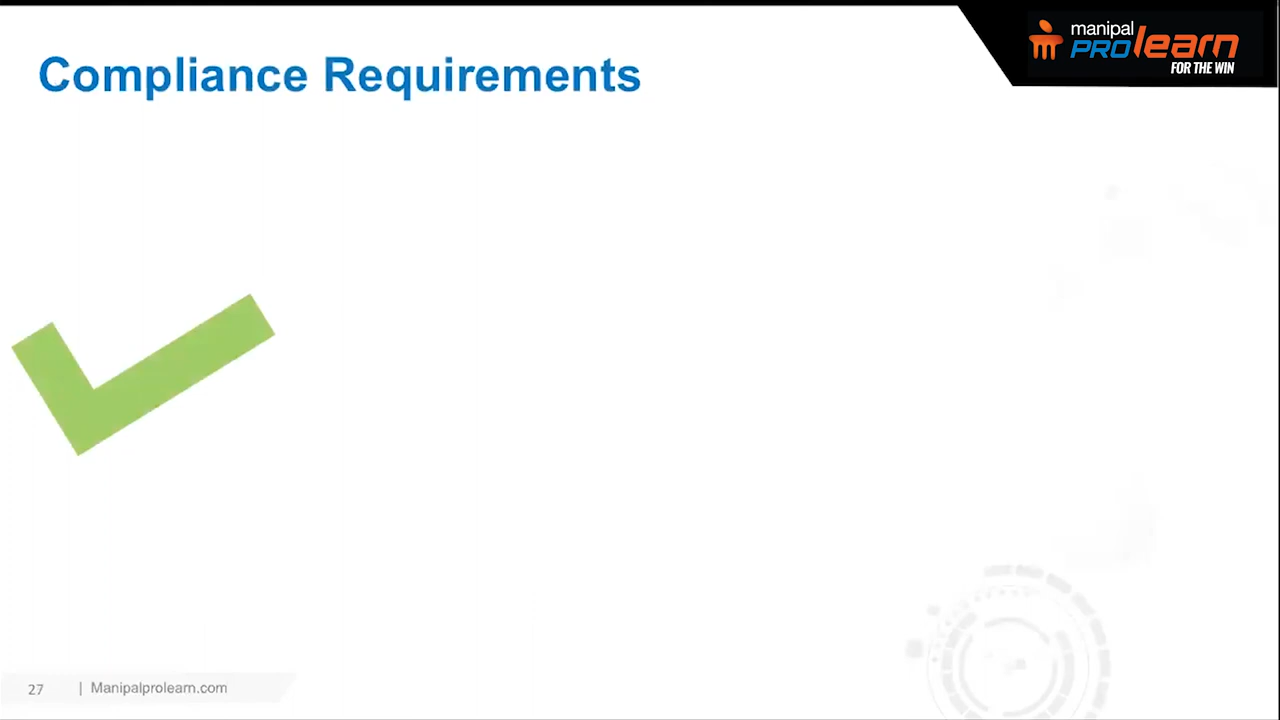 Compliance Requirements
manipal
PROlearn
FOR THE WIN
27 | Manipalprolearn.com